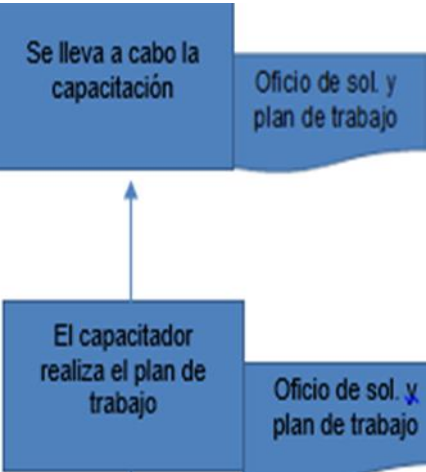 Se lleva a cabo la
capacitación
Oficio de sol. y
plan de trabajo
El capacitador
realiza el plan de
trabajo
Oficio de sol. y
plan de trabajo